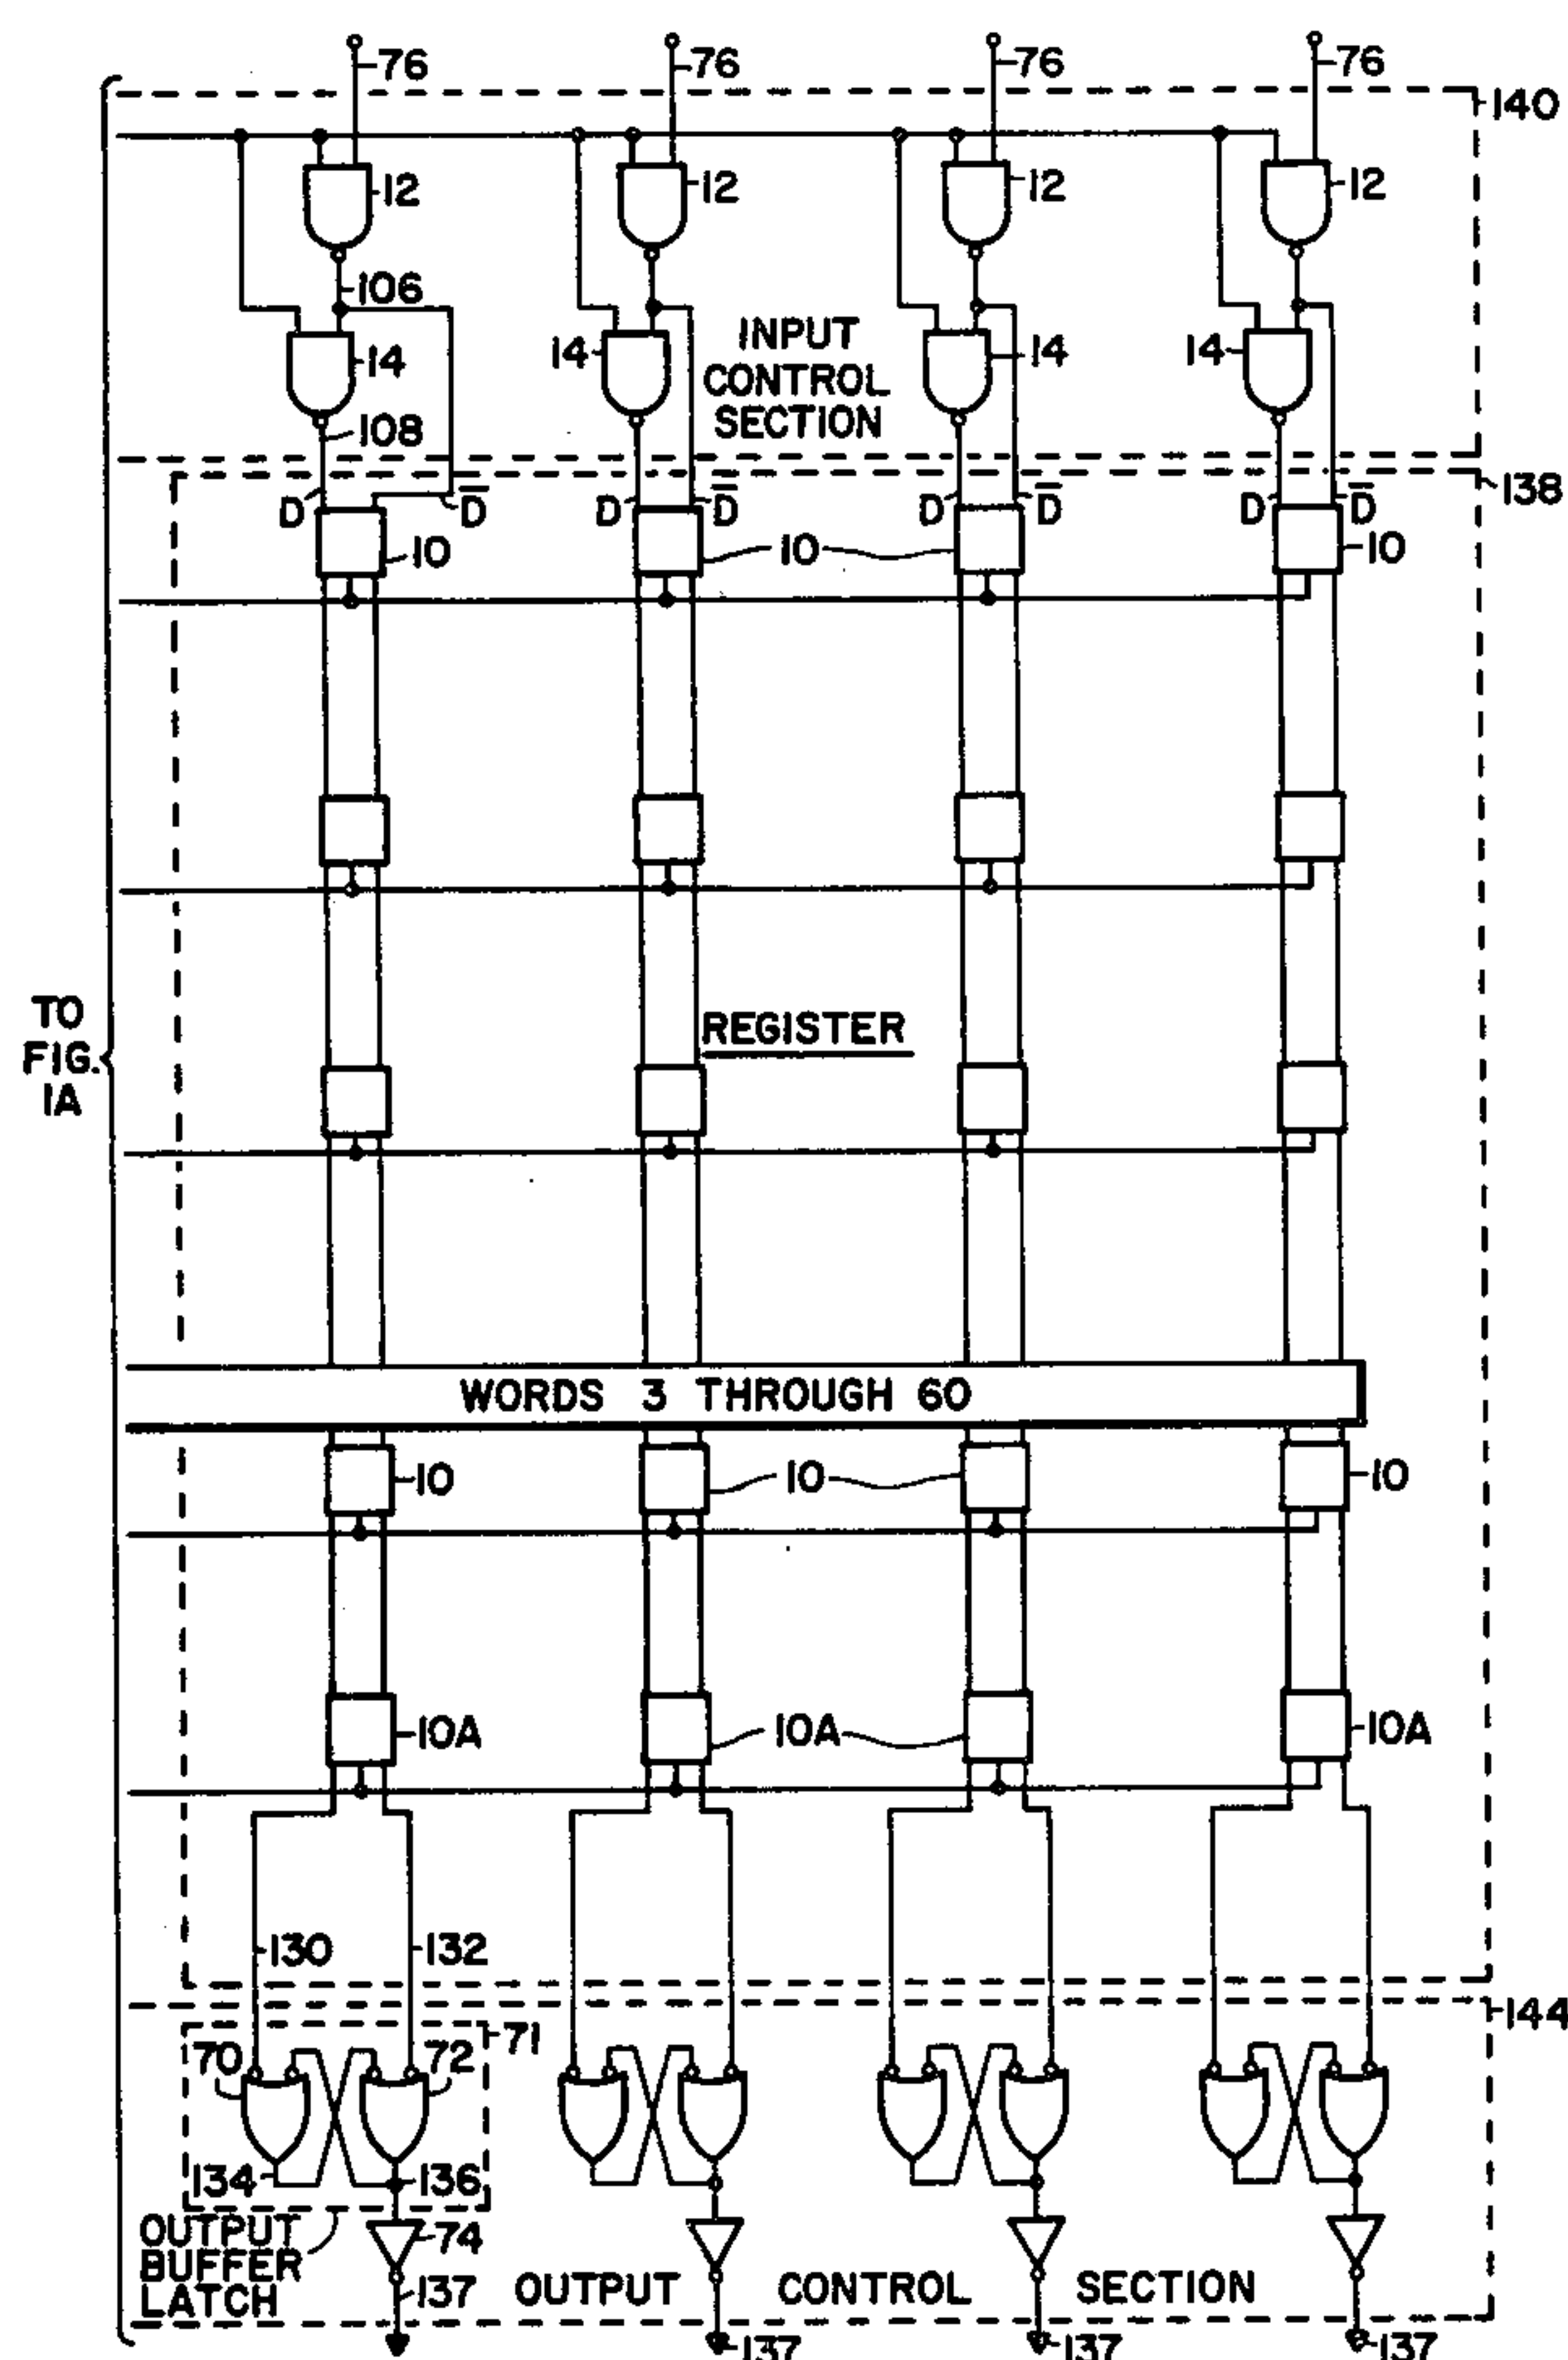 76 76 76 76
140
12 12 12 12
106
14 14 14 14
INPUT
CONTROL
SECTION
108
138
D D̅ D D̅ D D̅ D D̅
10 10 10
TO
FIG.
1A
REGISTER
WORDS 3 THROUGH 60
10 10 10
10A 10A 10A
130 132
144
71
70 72
134 136
OUTPUT
BUFFER
LATCH
74
137
OUTPUT CONTROL SECTION
137 137 137